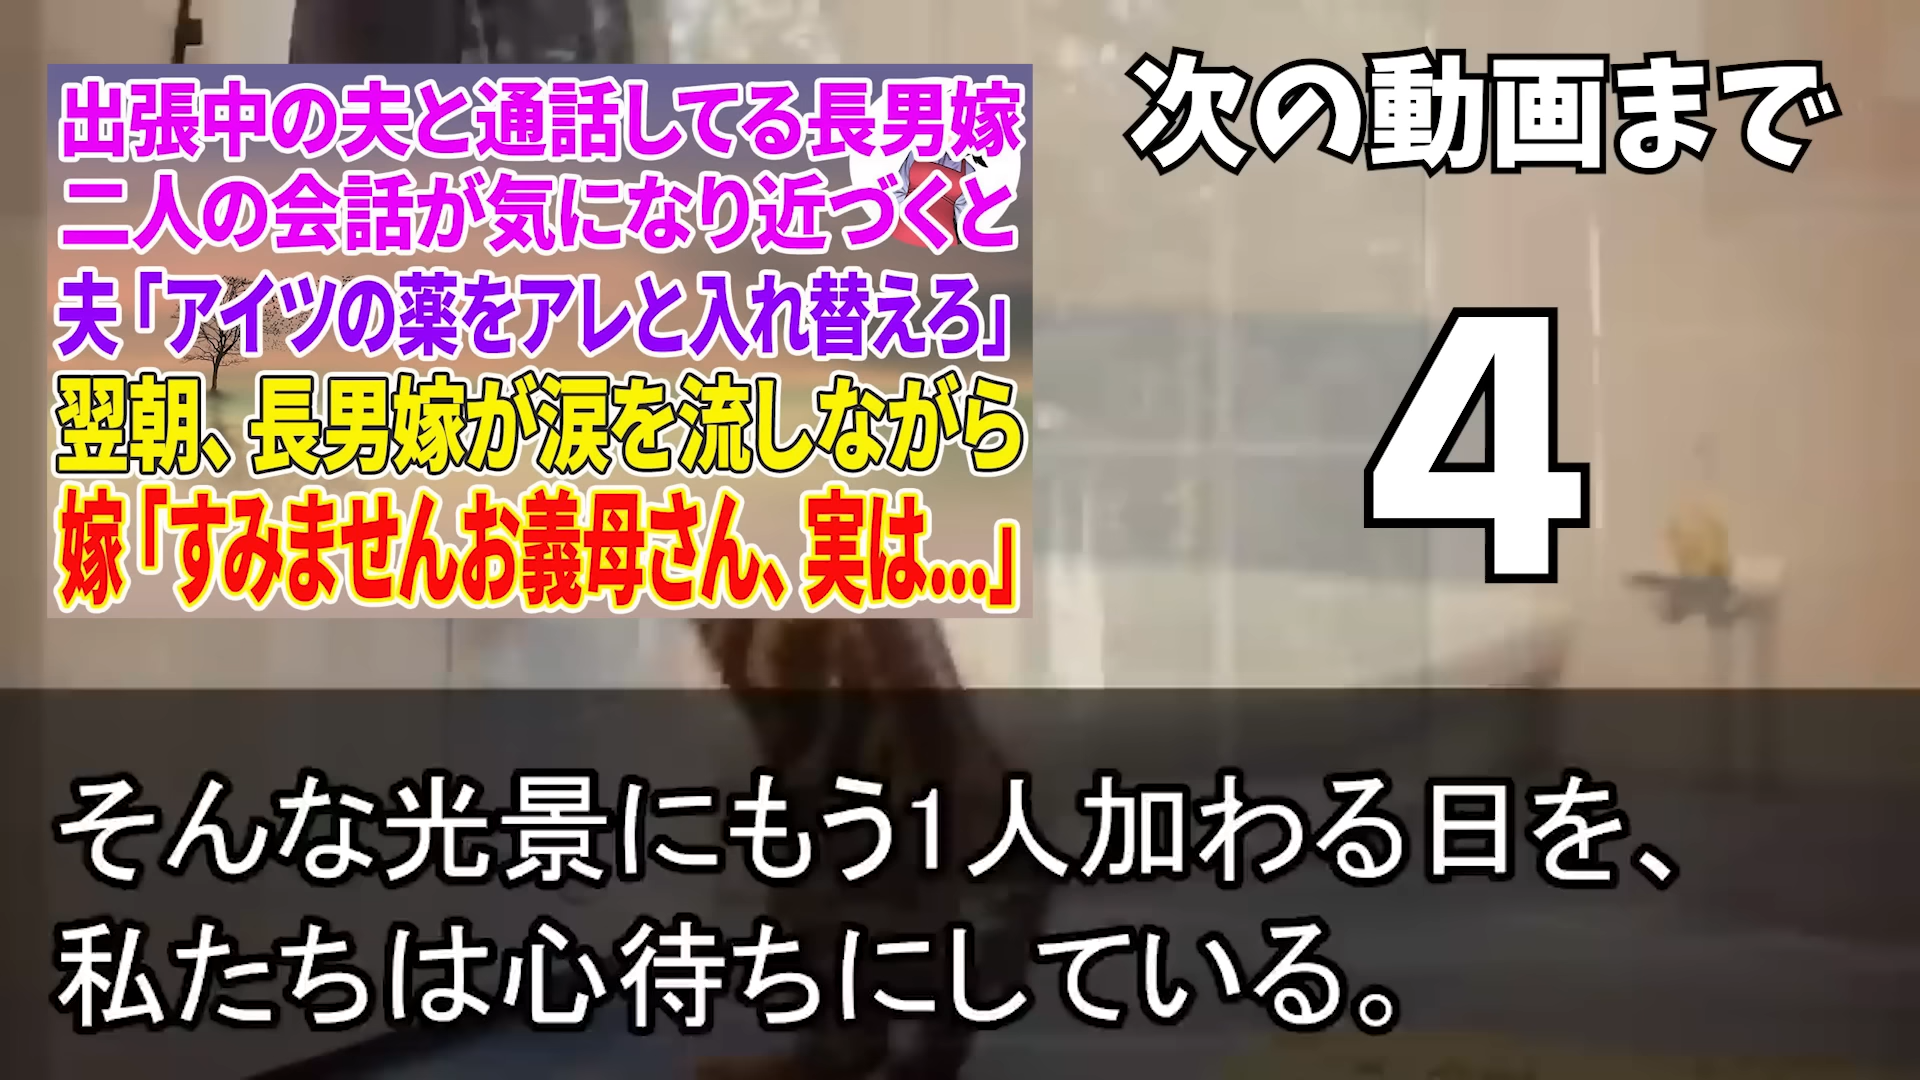 出張中の夫と通話してる長男嫁
二人の会話が気になり近づくと
夫「アイツの薬をアレと入れ替えろ」
翌朝、長男嫁が涙を流しながら
嫁「すみませんお義母さん、実は...」
次の動画まで
4
そんな光景にもう1人加わる日を、
私たちは心待ちにしている。